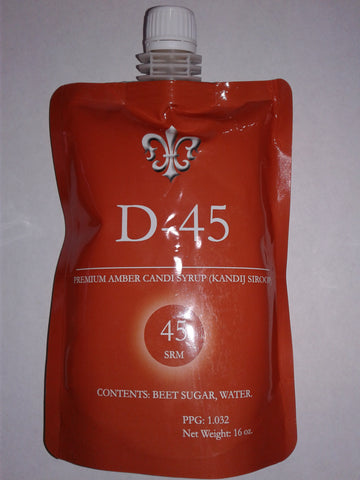 D-45
PREMIUM AMBER CANDI SYRUP (KANDIJ SIROOP)
45
SRM
CONTENTS: BEET SUGAR, WATER.
PPG: 1.032
Net Weight: 16 oz.